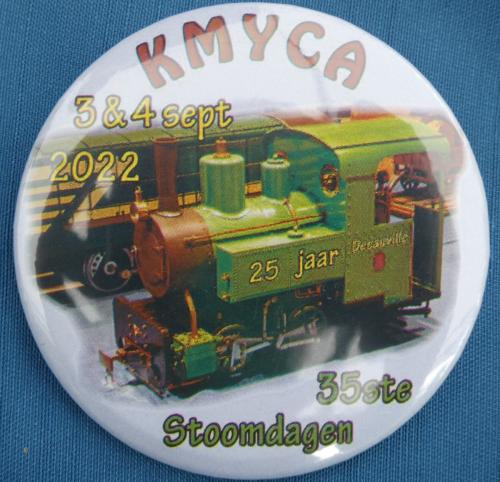 KMYCA
3 & 4 sept
2022
25 jaar
Decauville
35ste
Stoomdagen